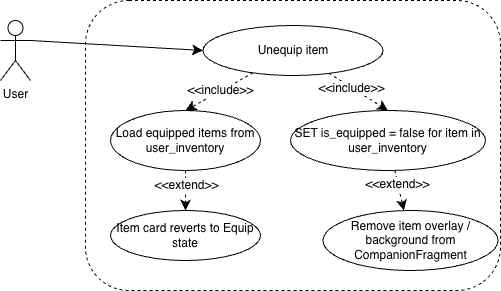 Unequip item
User
<<include>>
<<include>>
Load equipped items from
user_inventory
SET is_equipped = false for item in
user_inventory
<<extend>>
<<extend>>
Item card reverts to Equip
state
Remove item overlay /
background from
CompanionFragment